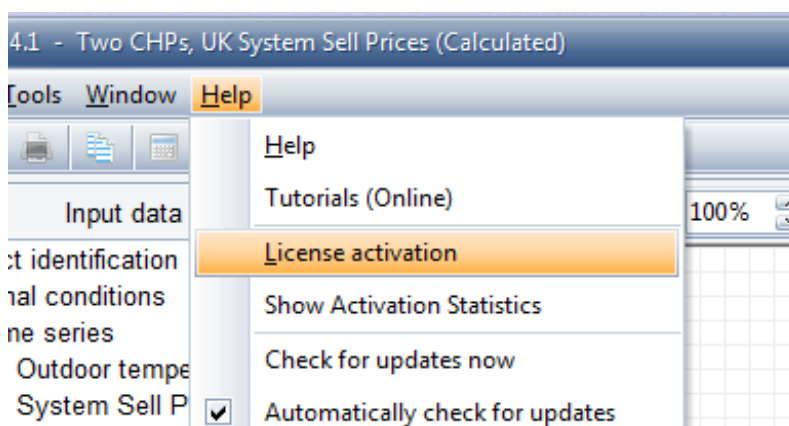 4.1 - Two CHPs, UK System Sell Prices (Calculated)
Tools Window Help
Help
Tutorials (Online)
Input data
100%
License activation
ct identification
nal conditions
Show Activation Statistics
me series
Check for updates now
Outdoor tempe
System Sell P
Automatically check for updates